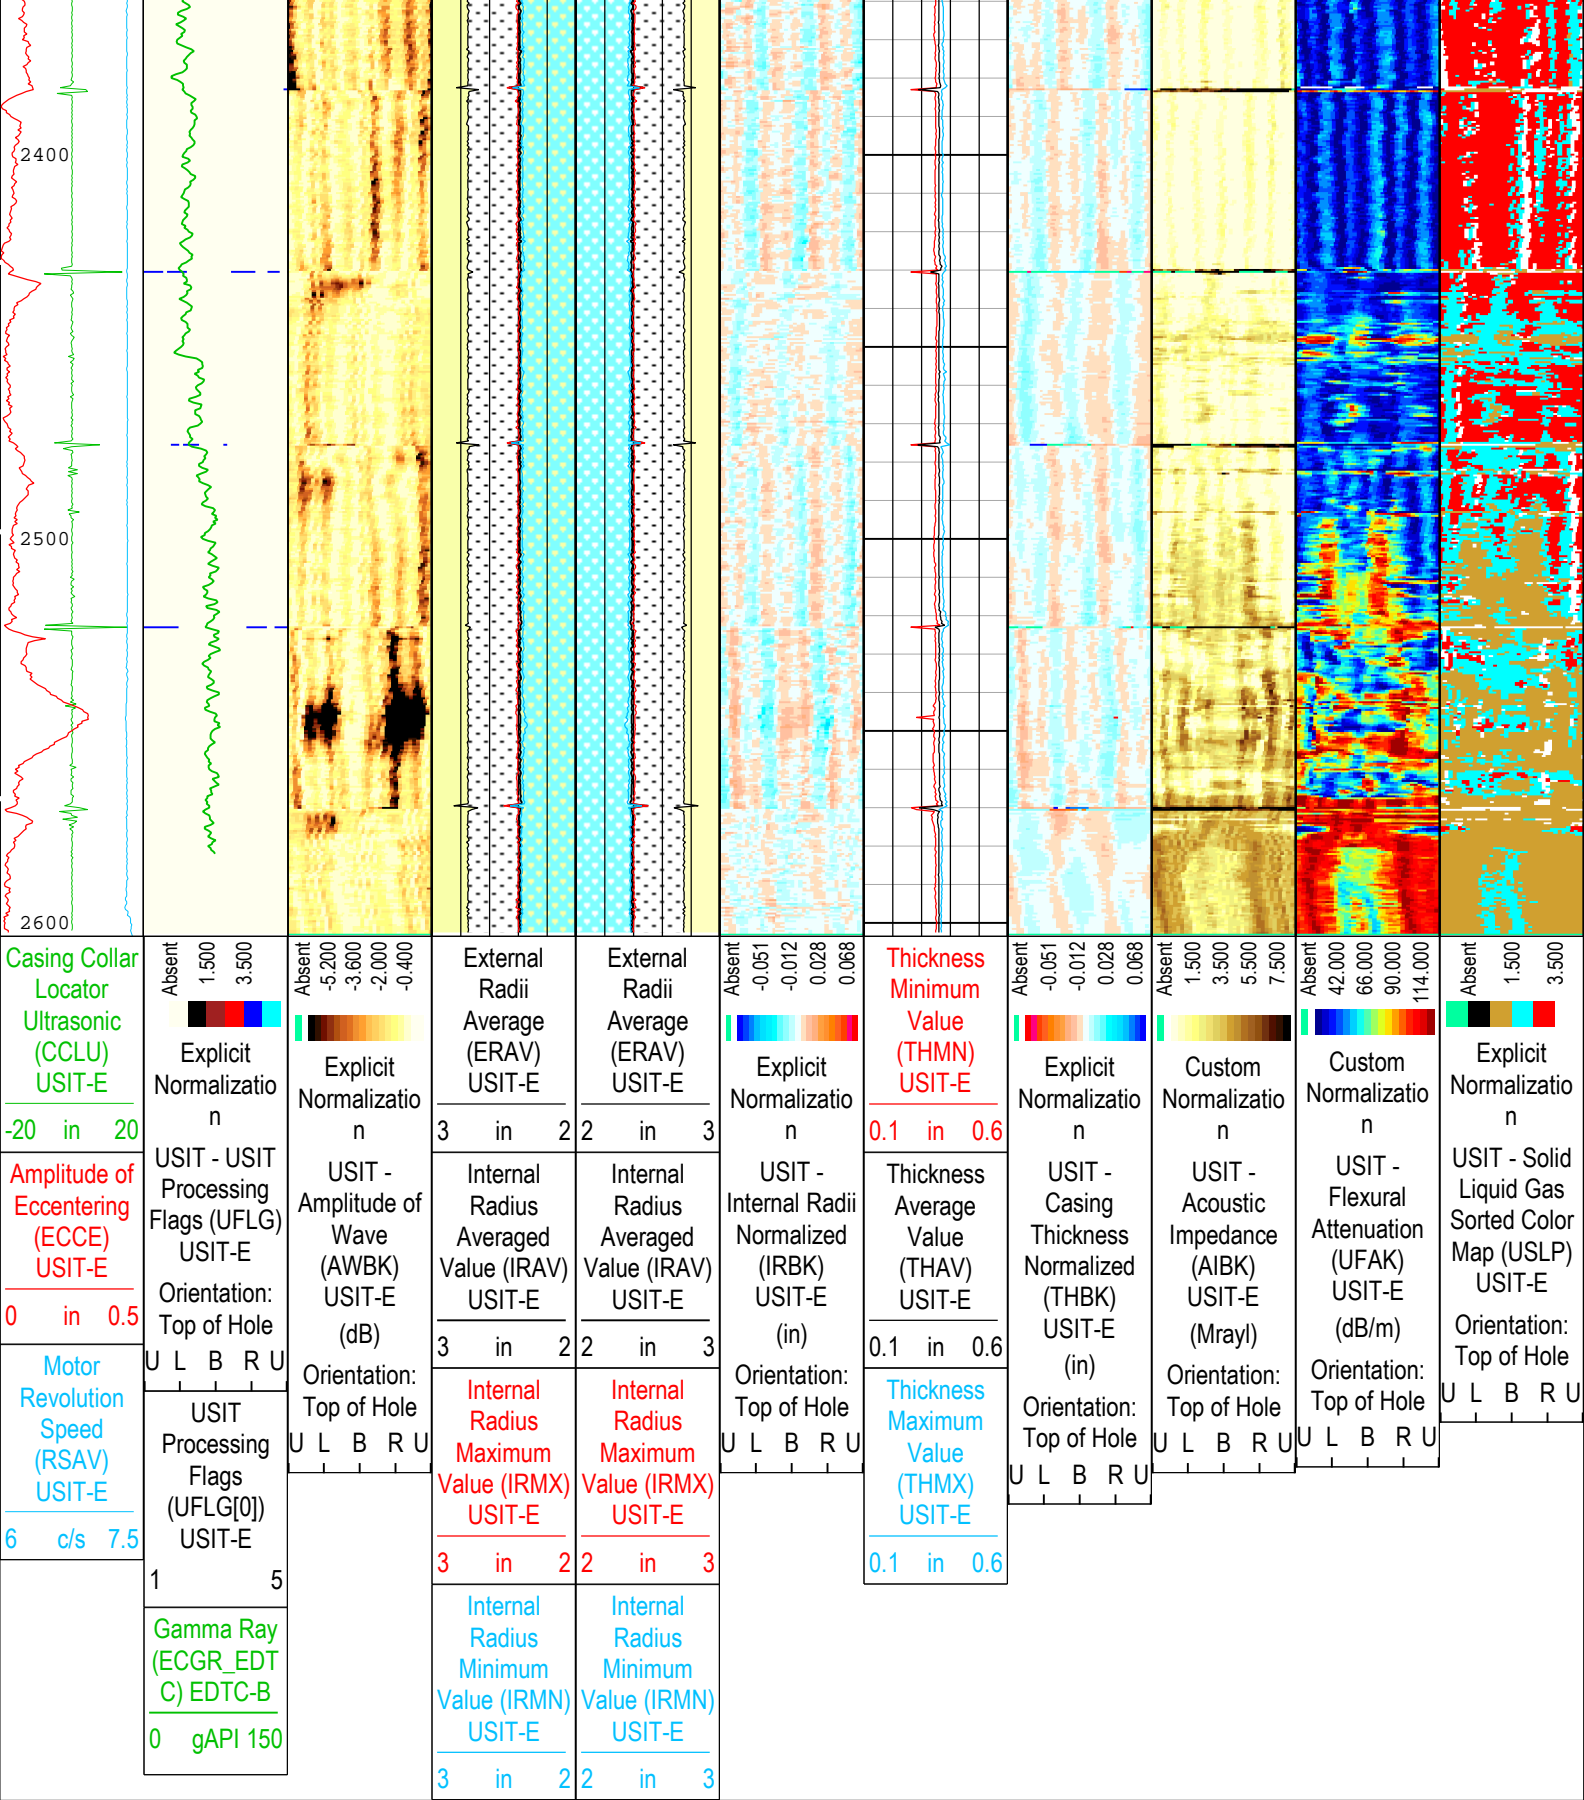 2400
2500
2600
Casing Collar
Locator
Ultrasonic
(CCLU)
USIT-E
-20 in 20
Amplitude of
Eccentering
(ECCE)
USIT-E
0 in 0.5
Motor
Revolution
Speed
(RSAV)
USIT-E
6 c/s 7.5
Absent
1.500
3.500
Explicit
Normalizatio
n
USIT - USIT
Processing
Flags (UFLG)
USIT-E
Orientation:
Top of Hole
U L B R U
USIT
Processing
Flags
(UFLG[0])
USIT-E
1 5
Gamma Ray
(ECGR_EDT
C) EDTC-B
0 gAPI 150
Absent
-5.200
-3.600
-2.000
-0.400
Explicit
Normalizatio
n
USIT -
Amplitude of
Wave
(AWBK)
USIT-E
(dB)
Orientation:
Top of Hole
U L B R U
External
Radii
Average
(ERAV)
USIT-E
3 in 2
Internal
Radius
Averaged
Value (IRAV)
USIT-E
3 in 2
Internal
Radius
Maximum
Value (IRMX)
USIT-E
3 in 2
Internal
Radius
Minimum
Value (IRMN)
USIT-E
3 in 2
External
Radii
Average
(ERAV)
USIT-E
2 in 3
Internal
Radius
Averaged
Value (IRAV)
USIT-E
2 in 3
Internal
Radius
Maximum
Value (IRMX)
USIT-E
2 in 3
Internal
Radius
Minimum
Value (IRMN)
USIT-E
2 in 3
Absent
-0.051
-0.012
0.028
0.068
Explicit
Normalizatio
n
USIT -
Internal Radii
Normalized
(IRBK)
USIT-E
(in)
Orientation:
Top of Hole
U L B R U
Thickness
Minimum
Value
(THMN)
USIT-E
0.1 in 0.6
Thickness
Average
Value
(THAV)
USIT-E
0.1 in 0.6
Thickness
Maximum
Value
(THMX)
USIT-E
0.1 in 0.6
Absent
-0.051
-0.012
0.028
0.068
Explicit
Normalizatio
n
USIT -
Casing
Thickness
Normalized
(THBK)
USIT-E
(in)
Orientation:
Top of Hole
U L B R U
Absent
1.500
3.500
5.500
7.500
Custom
Normalizatio
n
USIT -
Acoustic
Impedance
(AIBK)
USIT-E
(Mrayl)
Orientation:
Top of Hole
U L B R U
Absent
42.000
66.000
90.000
114.000
Custom
Normalizatio
n
USIT -
Flexural
Attenuation
(UFAK)
USIT-E
(dB/m)
Orientation:
Top of Hole
U L B R U
Absent
1.500
3.500
Explicit
Normalizatio
n
USIT - Solid
Liquid Gas
Sorted Color
Map (USLP)
USIT-E
Orientation:
Top of Hole
U L B R U